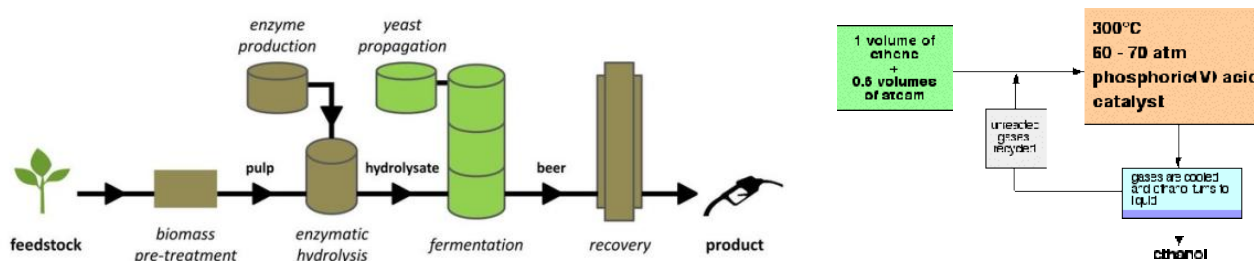 enzyme
production
yeast
propagation
pulp
hydrolysate
beer
feedstock
biomass
pre-treatment
enzymatic
hydrolysis
fermentation
recovery
product
1 volume of
ethene
+
0.6 volumes
of steam
300°C
60 - 70 atm
phosphoric(V) acid
catalyst
unreacted
gases
recycled
gases are cooled
and ethanol turns to
liquid
ethanol